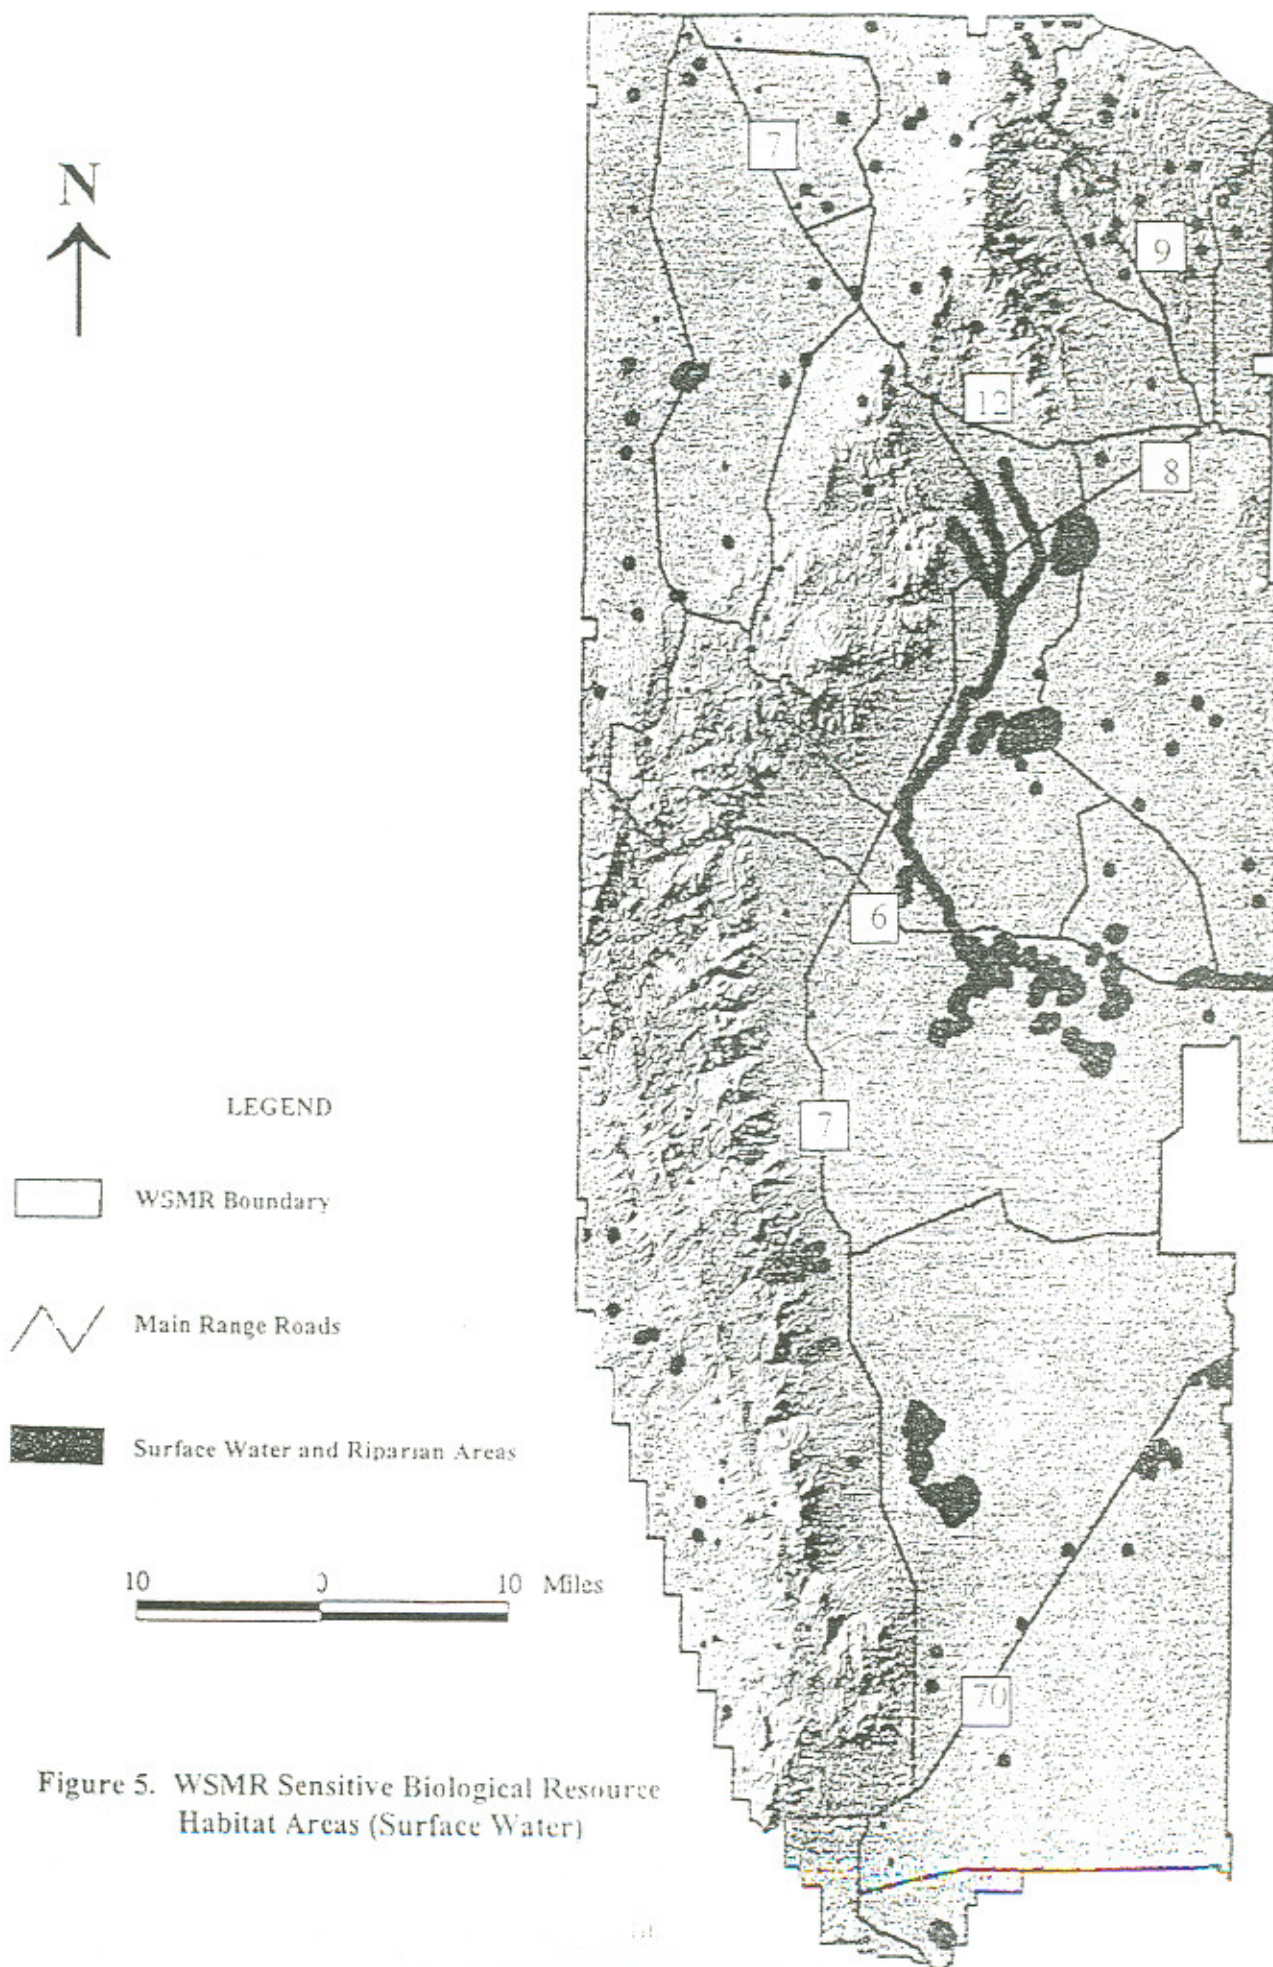 N
7
9
12
8
6
7
70
LEGEND
WSMR Boundary
Main Range Roads
Surface Water and Riparian Areas
10 0 10 Miles
Figure 5. WSMR Sensitive Biological Resource
Habitat Areas (Surface Water)